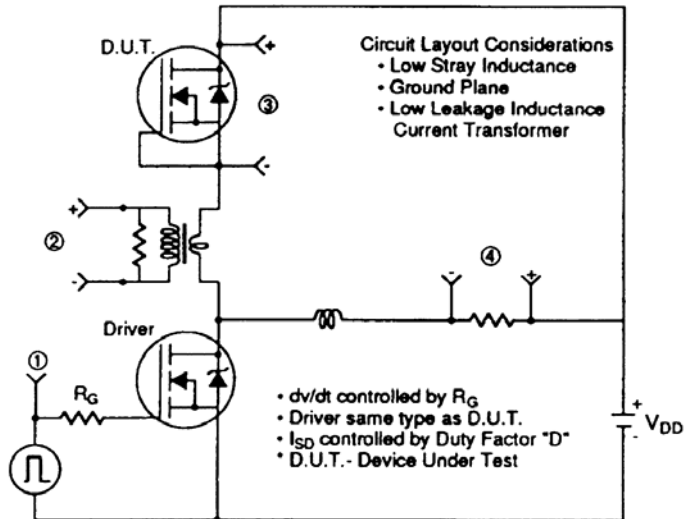 D.U.T.
+
③
-
Circuit Layout Considerations
• Low Stray Inductance
• Ground Plane
• Low Leakage Inductance
Current Transformer
+
②
-
④
-
+
Driver
①
R_G
• dv/dt controlled by R_G
• Driver same type as D.U.T.
• I_SD controlled by Duty Factor "D"
* D.U.T.- Device Under Test
+
V_DD
-